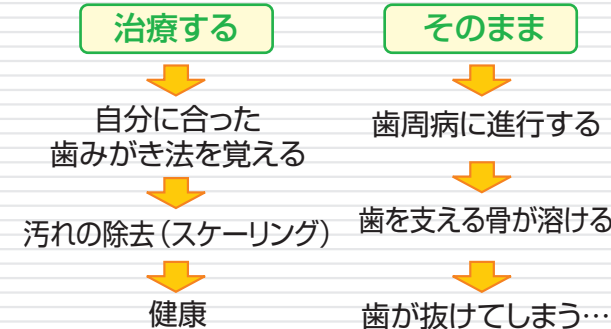 治療する
自分に合った
歯みがき法を覚える
汚れの除去(スケーリング)
健康
そのまま
歯周病に進行する
歯を支える骨が溶ける
歯が抜けてしまう…